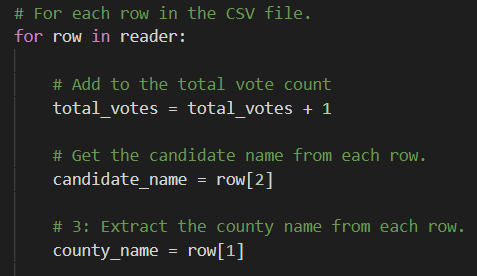 # For each row in the CSV file.
for row in reader:
# Add to the total vote count
total_votes = total_votes + 1
# Get the candidate name from each row.
candidate_name = row[2]
# 3: Extract the county name from each row.
county_name = row[1]